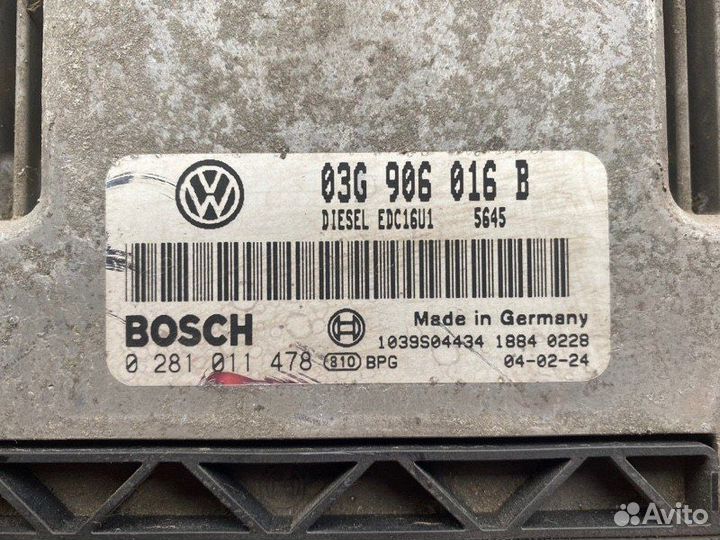 03G 906 016 B
DIESEL EDC16U1 5645
BOSCH
Made in Germany
1039S04434 1884 0228
0 281 011 478 810 BPG
04-02-24
Avito